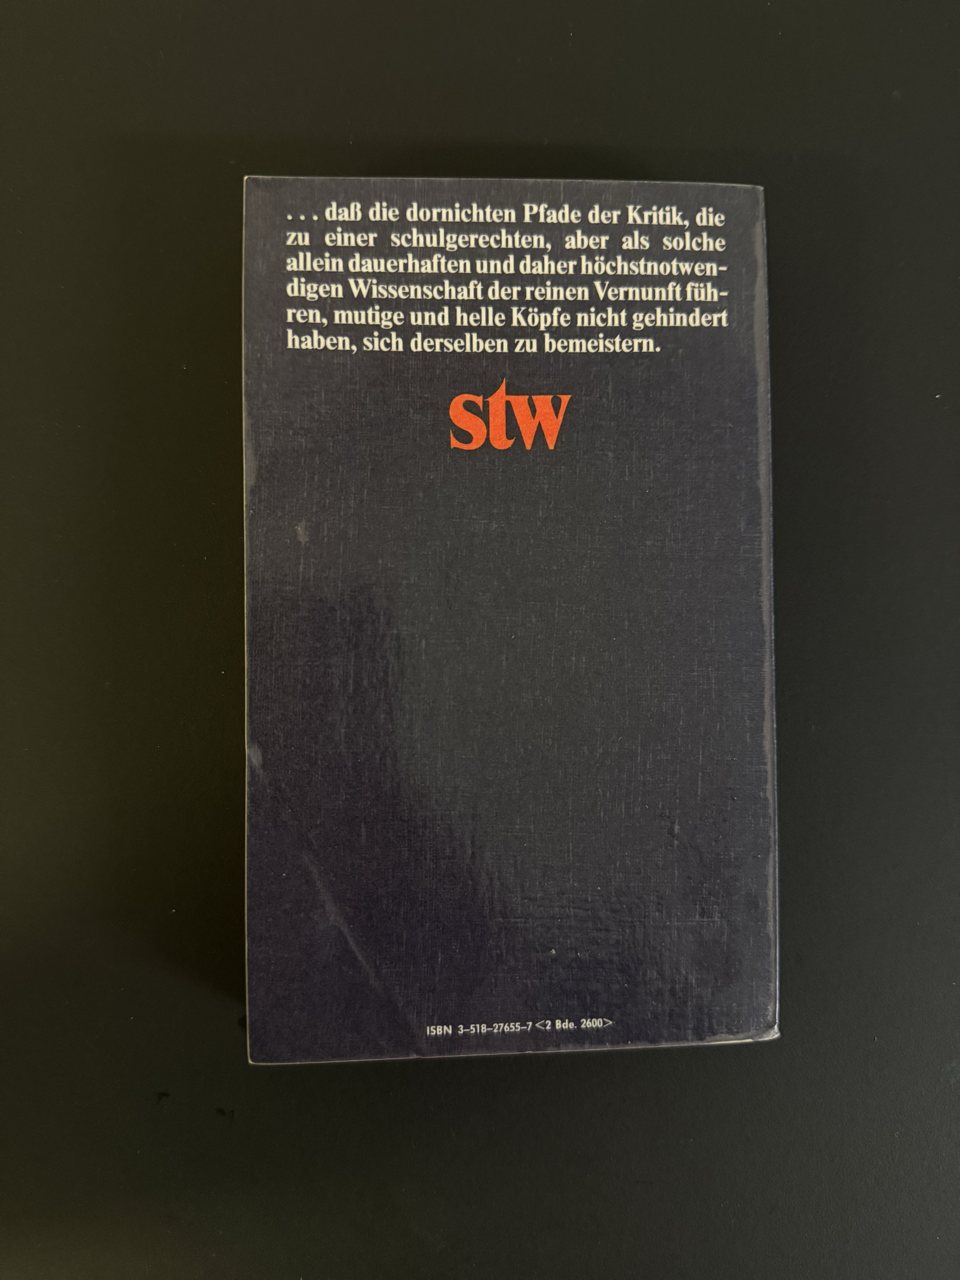 . . . daß die dornichten Pfade der Kritik, die
zu einer schulgerechten, aber als solche
allein dauerhaften und daher höchstnotwen-
digen Wissenschaft der reinen Vernunft füh-
ren, mutige und helle Köpfe nicht gehindert
haben, sich derselben zu bemeistern.
stw
ISBN 3–518–27655–7 <2 Bde. 2600>